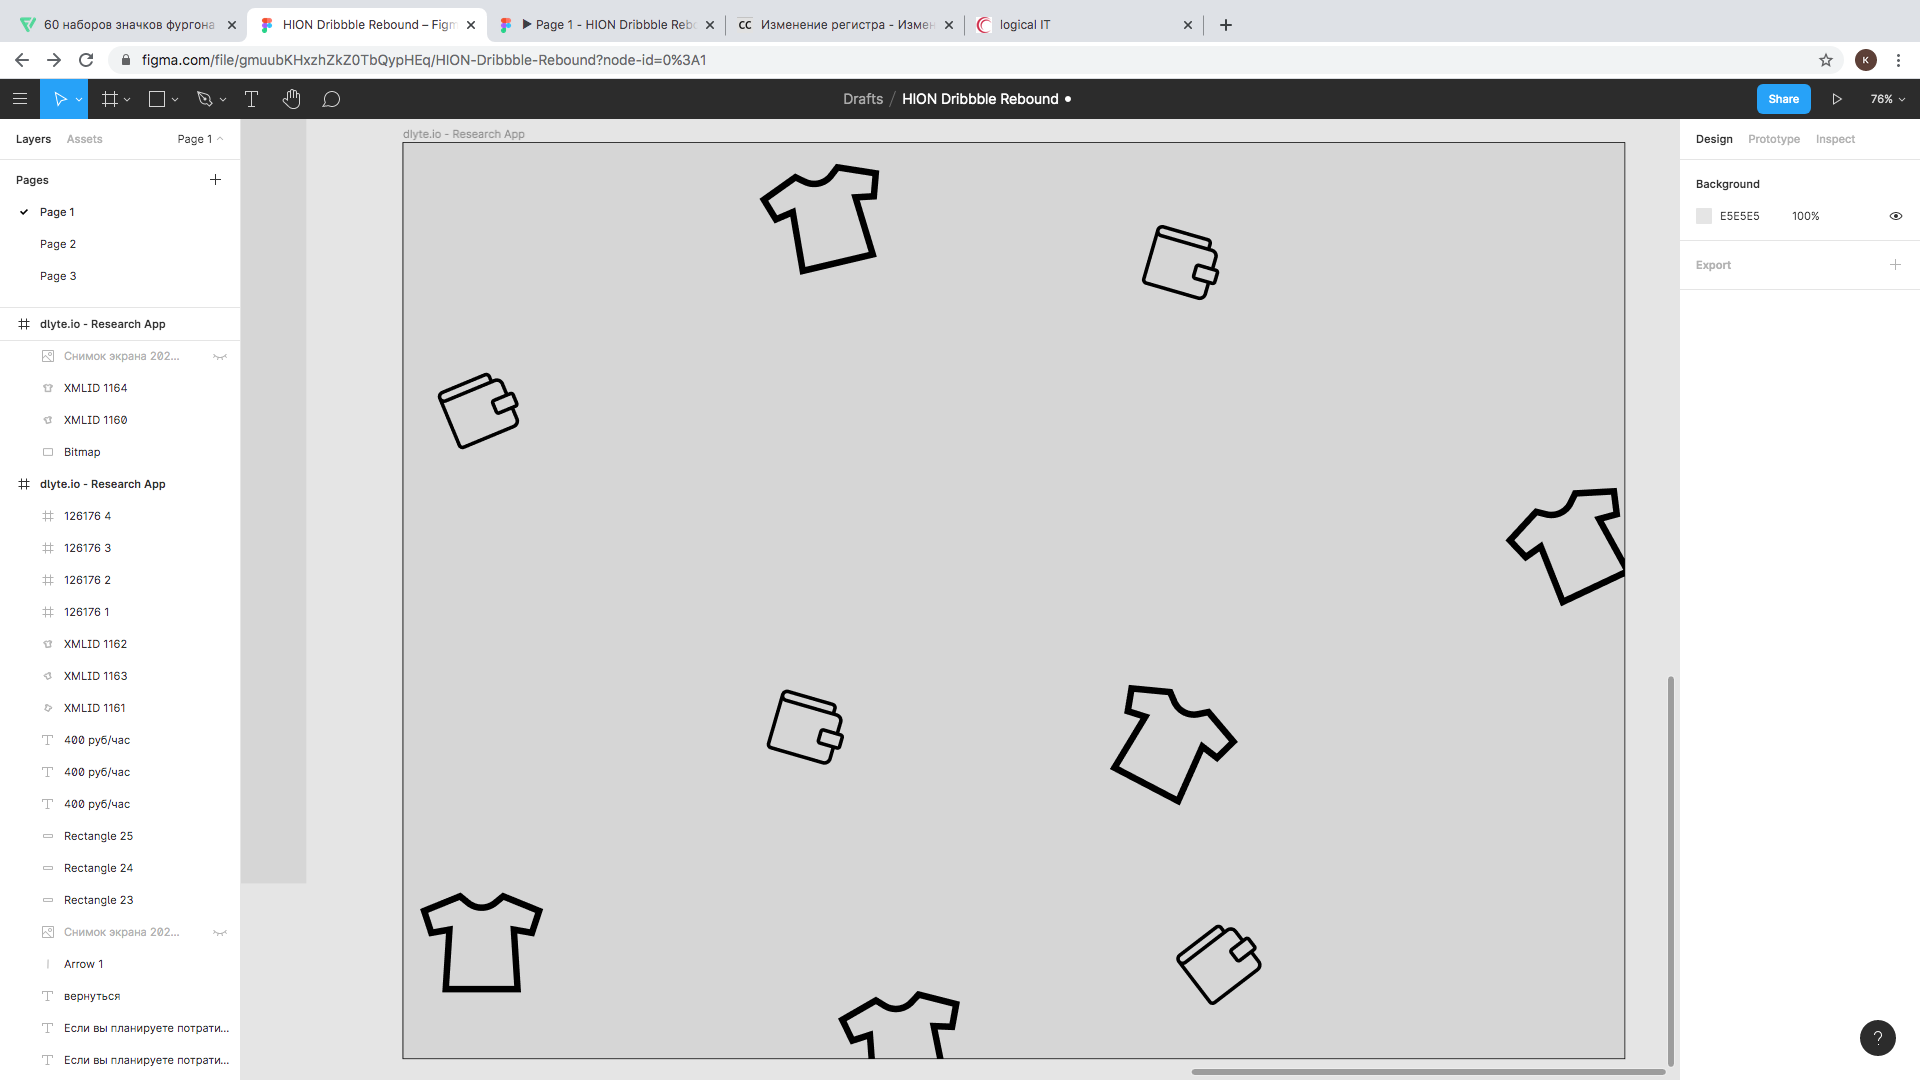 60 наборов значков фургона
HION Dribbble Rebound – Figm
▶ Page 1 - HION Dribbble Rebo
CC Изменение регистра - Измен
logical IT
figma.com/file/gmuubKHxzhZkZ0TbQypHEq/HION-Dribbble-Rebound?node-id=0%3A1
K
Drafts / HION Dribbble Rebound
Share
76%
Layers
Assets
Page 1
Design
Prototype
Inspect
dlyte.io - Research App
Pages
Page 1
Page 2
Page 3
Background
E5E5E5 100%
Export
dlyte.io - Research App
Снимок экрана 202...
XMLID 1164
XMLID 1160
Bitmap
dlyte.io - Research App
126176 4
126176 3
126176 2
126176 1
XMLID 1162
XMLID 1163
XMLID 1161
400 руб/час
400 руб/час
400 руб/час
Rectangle 25
Rectangle 24
Rectangle 23
Снимок экрана 202...
Arrow 1
вернуться
Если вы планируете потрати...
Если вы планируете потрати...
?